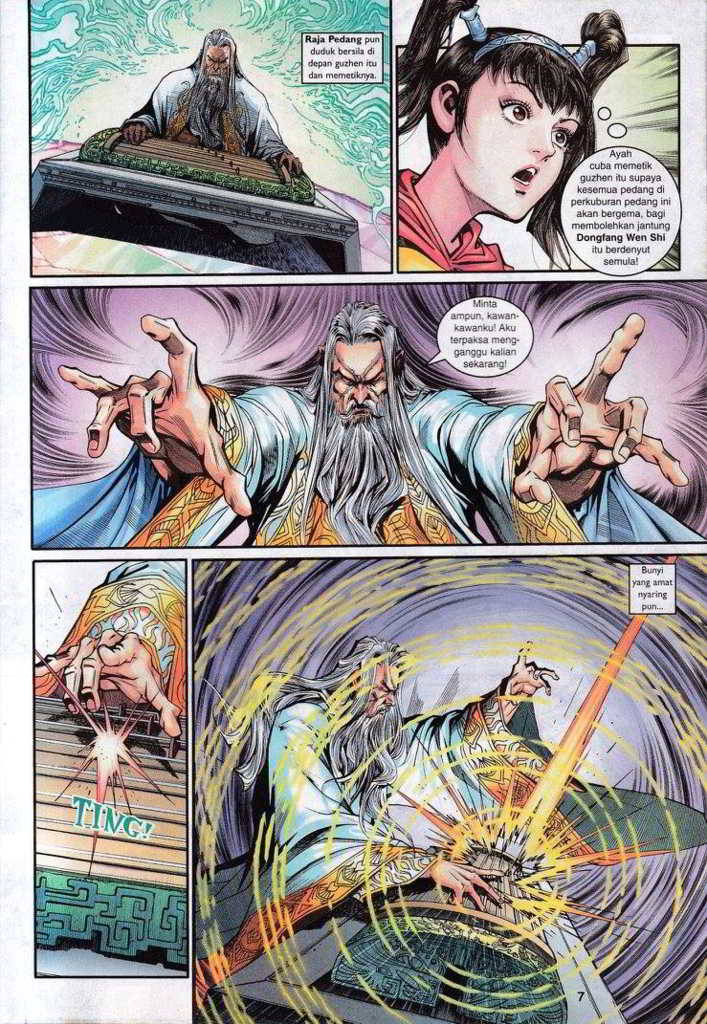 Raja Pedang pun
duduk bersila di
depan guzhen itu
dan memetiknya.
Ayah
cuba memetik
guzhen itu supaya
kesemua pedang di
perkuburan pedang ini
akan bergema, bagi
membolehkan jantung
Dongfang Wen Shi
itu berdenyut
semula!
Minta
ampun, kawan-
kawanku! Aku
terpaksa meng-
ganggu kalian
sekarang!
TING!
Bunyi
yang amat
nyaring
pun...
7